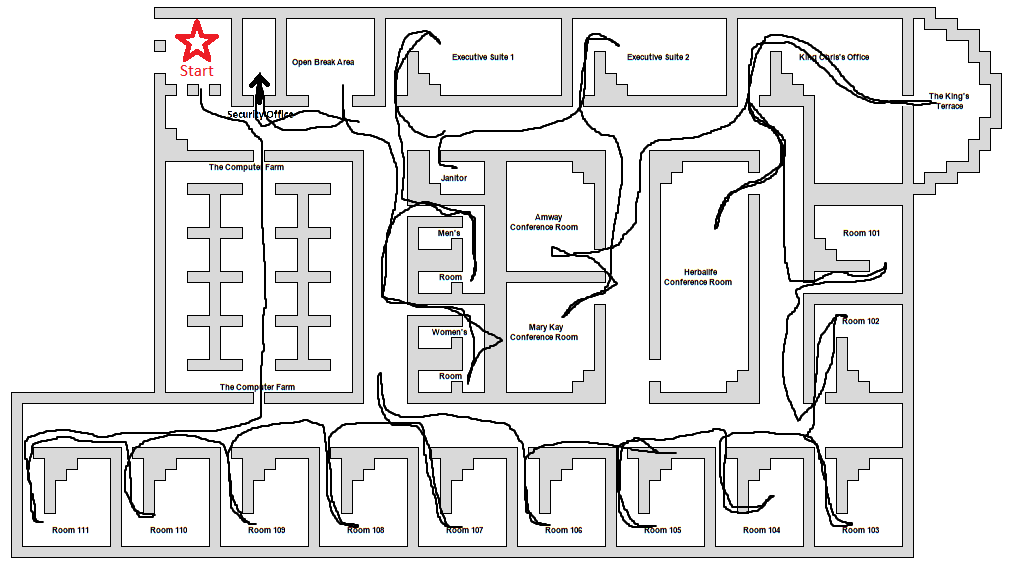 Start
Open Break Area
Executive Suite 1
Executive Suite 2
King Chris's Office
The King's
Terrace
Security Office
The Computer Farm
Janitor
Amway
Conference Room
Men's
Room
Herbalife
Conference Room
Room 101
Mary Kay
Conference Room
Women's
Room
Room 102
The Computer Farm
Room 111
Room 110
Room 109
Room 108
Room 107
Room 106
Room 105
Room 104
Room 103